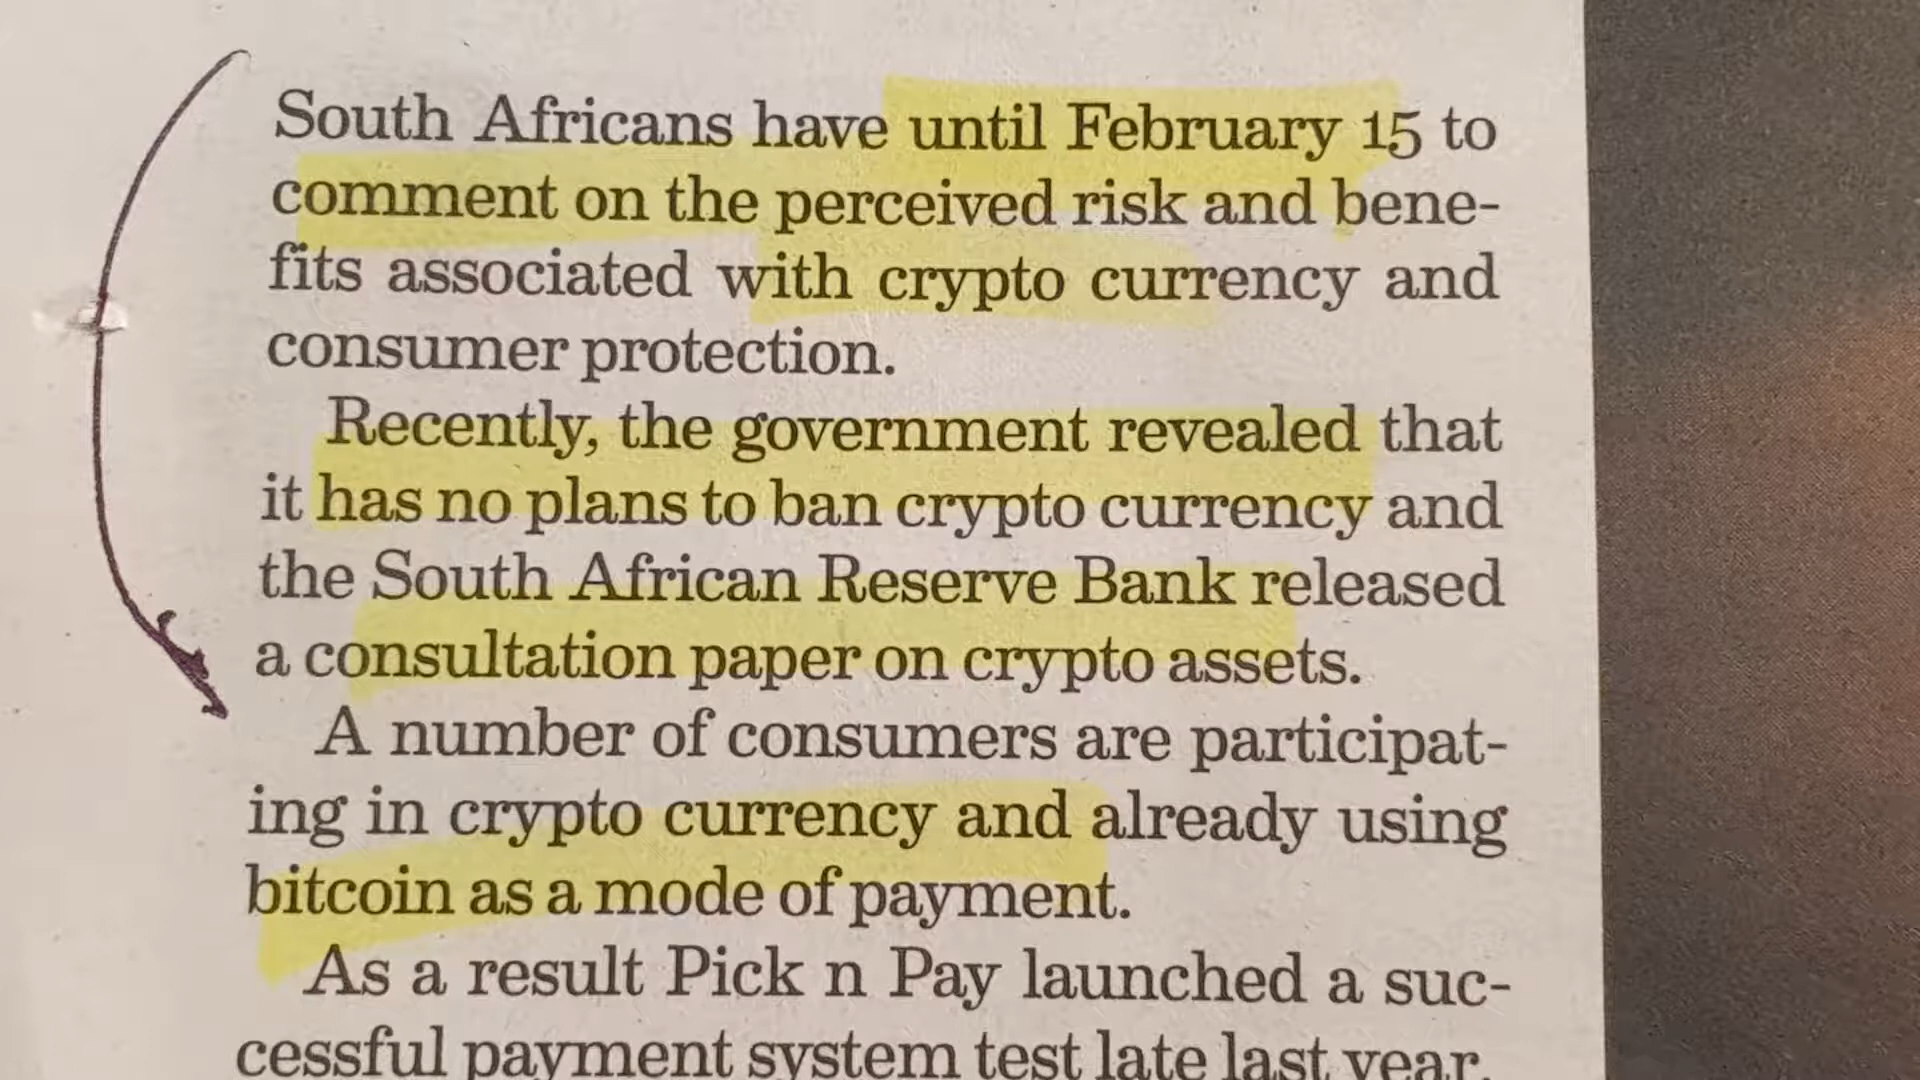 South Africans have until February 15 to
comment on the perceived risk and bene-
fits associated with crypto currency and
consumer protection.
Recently, the government revealed that
it has no plans to ban crypto currency and
the South African Reserve Bank released
a consultation paper on crypto assets.
A number of consumers are participat-
ing in crypto currency and already using
bitcoin as a mode of payment.
As a result Pick n Pay launched a suc-
cessful payment system test late last year.